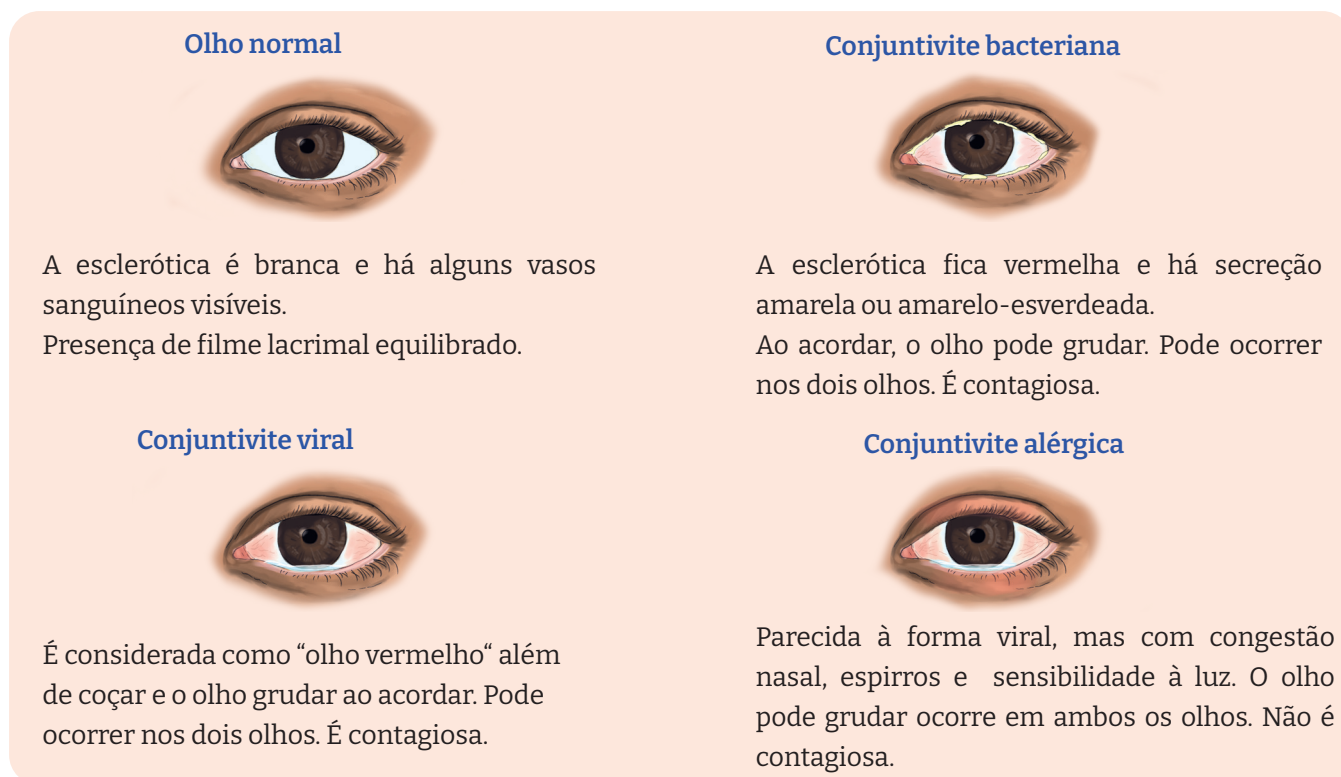 Olho normal
A esclerótica é branca e há alguns vasos
sanguíneos visíveis.
Presença de filme lacrimal equilibrado.
Conjuntivite bacteriana
A esclerótica fica vermelha e há secreção
amarela ou amarelo-esverdeada.
Ao acordar, o olho pode grudar. Pode ocorrer
nos dois olhos. É contagiosa.
Conjuntivite viral
É considerada como “olho vermelho“ além
de coçar e o olho grudar ao acordar. Pode
ocorrer nos dois olhos. É contagiosa.
Conjuntivite alérgica
Parecida à forma viral, mas com congestão
nasal, espirros e sensibilidade à luz. O olho
pode grudar ocorre em ambos os olhos. Não é
contagiosa.